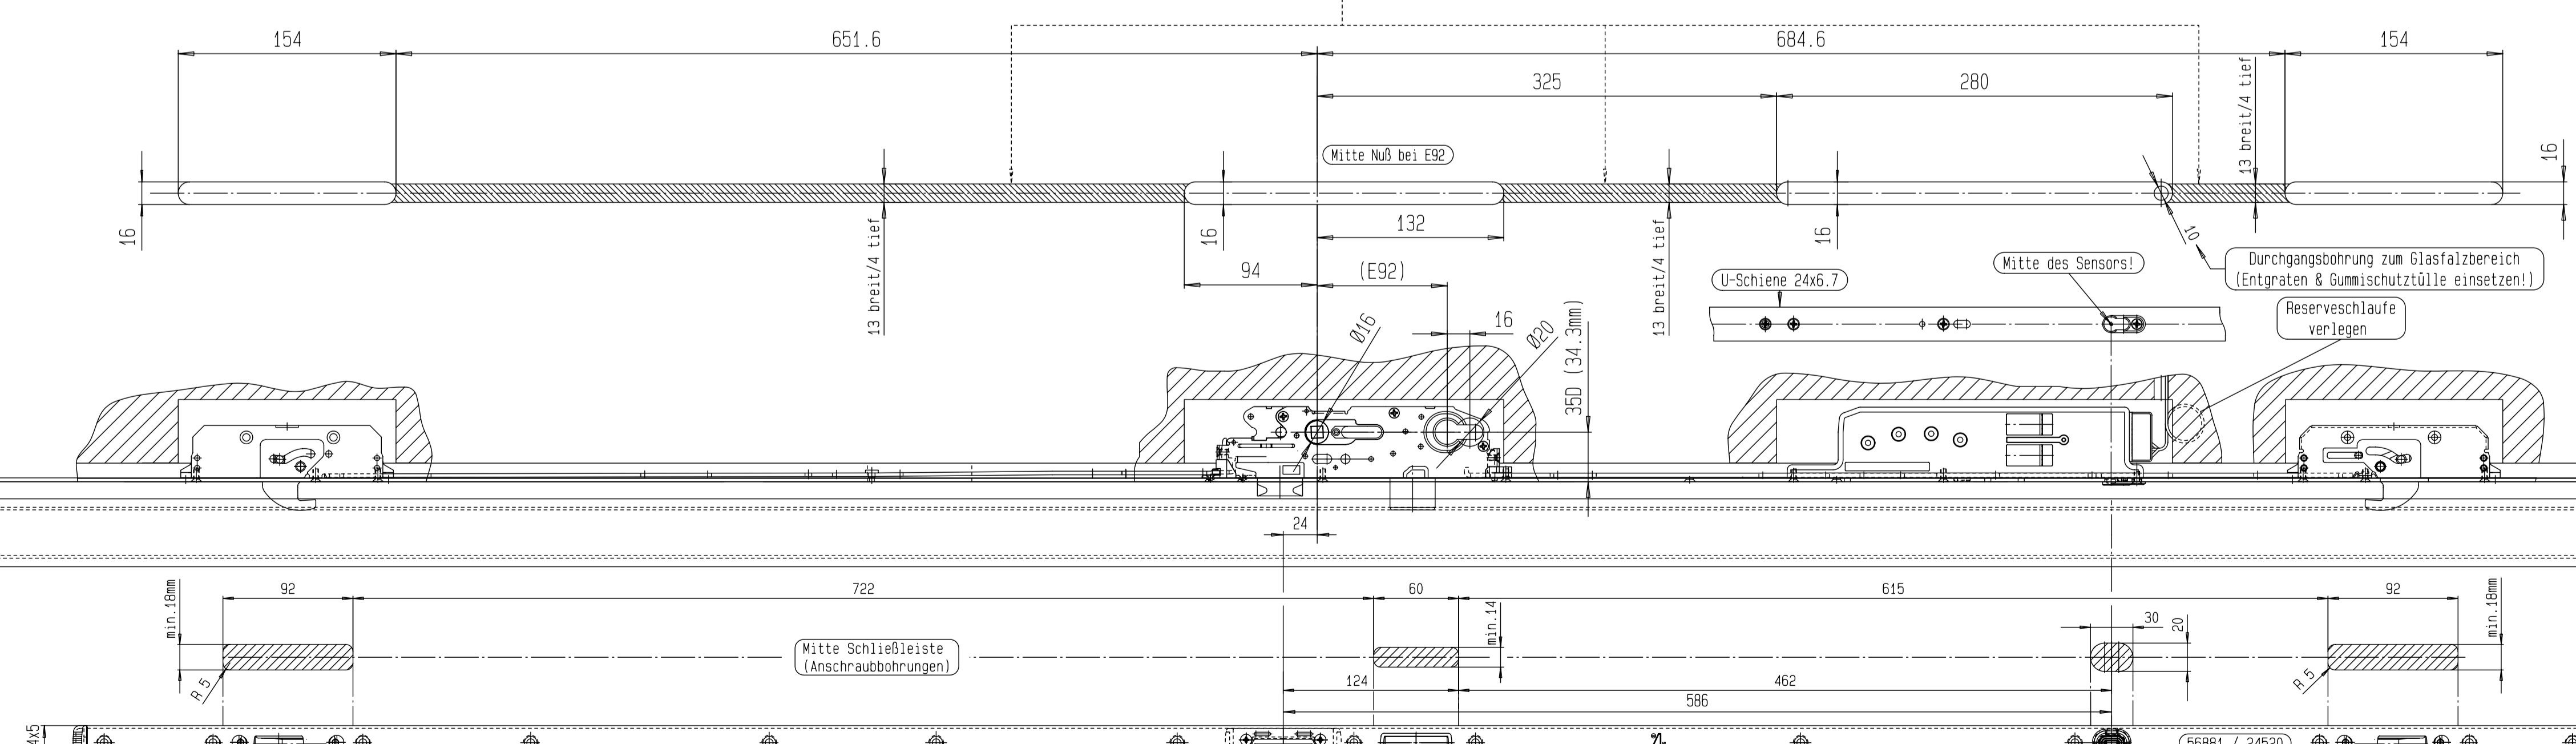 154
651.6
684.6
154
325
280
13 breit/4 tief
16
Mitte Nuß bei E92
16
13 breit/4 tief
16
132
13 breit/4 tief
16
10
94
(E92)
U-Schiene 24x6.7
Mitte des Sensors!
Durchgangsbohrung zum Glasfalzbereich
(Entgraten & Gummischutztülle einsetzen!)
Reserveschlaufe
verlegen
Ø16
16
Ø20
35D (34.3mm)
24
min.18mm
92
722
60
615
92
min.18mm
min.14
30
20
Mitte Schließleiste
(Anschraubbohrungen)
R 5
R 5
124
462
586
4x5
56881 / 24520